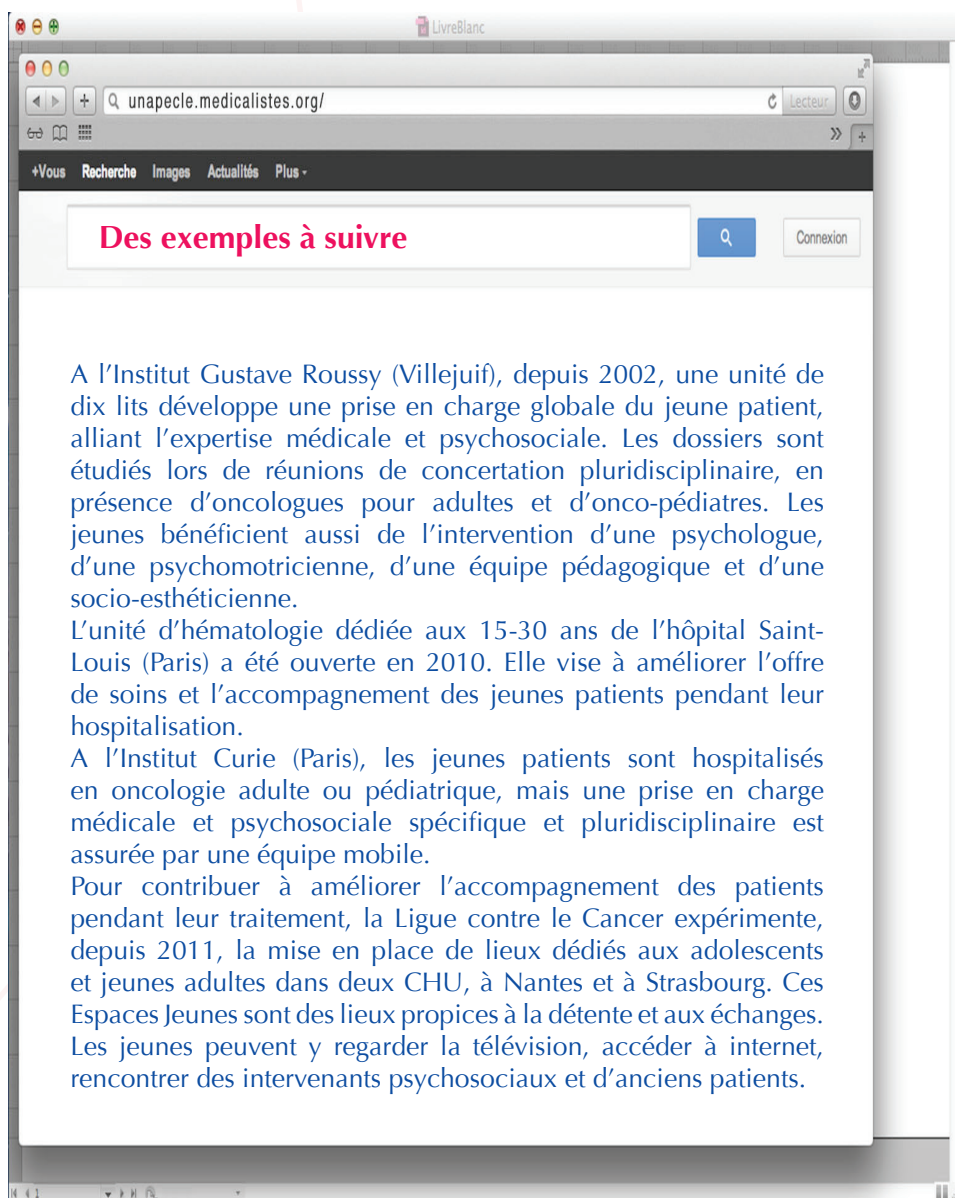 LivreBlanc
unapecle.medicalistes.org/
Lecteur
+Vous Recherche Images Actualités Plus
Des exemples à suivre
Connexion
A l’Institut Gustave Roussy (Villejuif), depuis 2002, une unité de
dix lits développe une prise en charge globale du jeune patient,
alliant l’expertise médicale et psychosociale. Les dossiers sont
étudiés lors de réunions de concertation pluridisciplinaire, en
présence d’oncologues pour adultes et d’onco-pédiatres. Les
jeunes bénéficient aussi de l’intervention d’une psychologue,
d’une psychomotricienne, d’une équipe pédagogique et d’une
socio-esthéticienne.
L’unité d’hématologie dédiée aux 15-30 ans de l’hôpital Saint-
Louis (Paris) a été ouverte en 2010. Elle vise à améliorer l’offre
de soins et l’accompagnement des jeunes patients pendant leur
hospitalisation.
A l’Institut Curie (Paris), les jeunes patients sont hospitalisés
en oncologie adulte ou pédiatrique, mais une prise en charge
médicale et psychosociale spécifique et pluridisciplinaire est
assurée par une équipe mobile.
Pour contribuer à améliorer l’accompagnement des patients
pendant leur traitement, la Ligue contre le Cancer expérimente,
depuis 2011, la mise en place de lieux dédiés aux adolescents
et jeunes adultes dans deux CHU, à Nantes et à Strasbourg. Ces
Espaces Jeunes sont des lieux propices à la détente et aux échanges.
Les jeunes peuvent y regarder la télévision, accéder à internet,
rencontrer des intervenants psychosociaux et d’anciens patients.
1